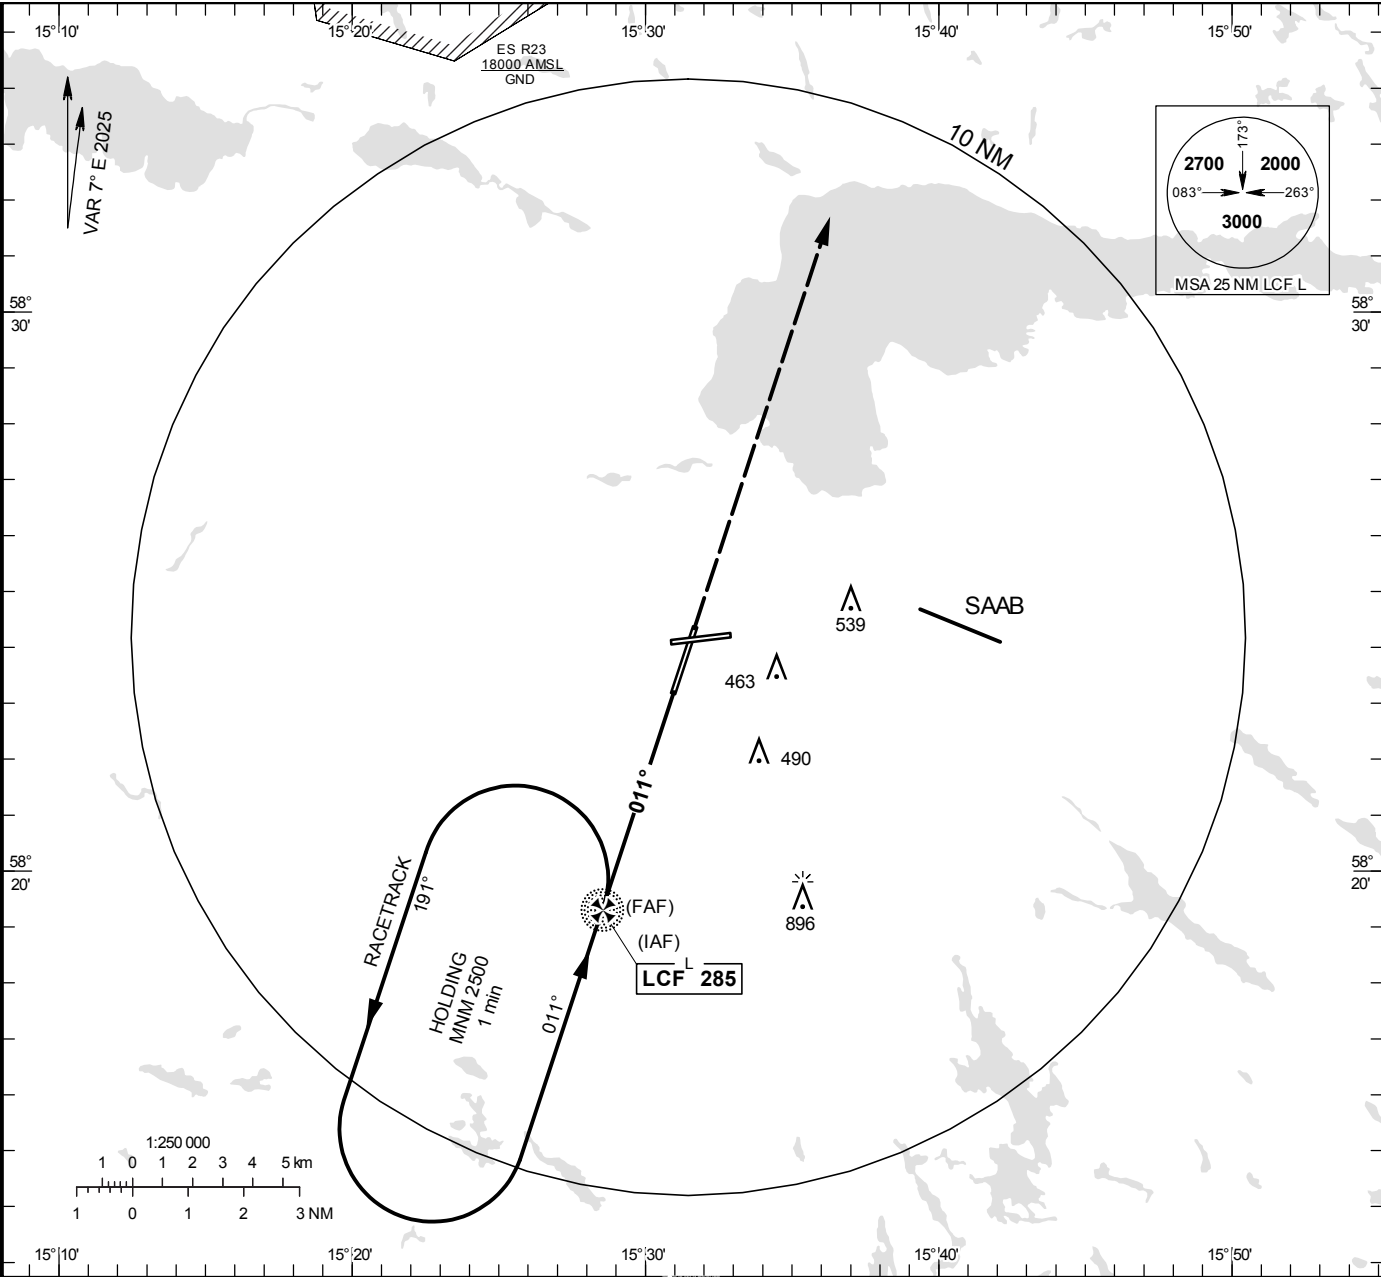 15°10'
15°20'
15°30'
15°40'
15°50'
ES R23
18000 AMSL
GND
VAR 7° E 2025
10 NM
173°
2700
2000
083°
263°
3000
MSA 25 NM LCF L
58°
30'
58°
30'
SAAB
539
463
490
011°
58°
20'
58°
20'
RACETRACK
191°
896
(FAF)
(IAF)
L
LCF 285
HOLDING
MNM 2500
1 min
011°
1:250 000
1 0 1 2 3 4 5 km
1 0 1 2 3 NM
15°10'
15°20'
15°30'
15°40'
15°50'